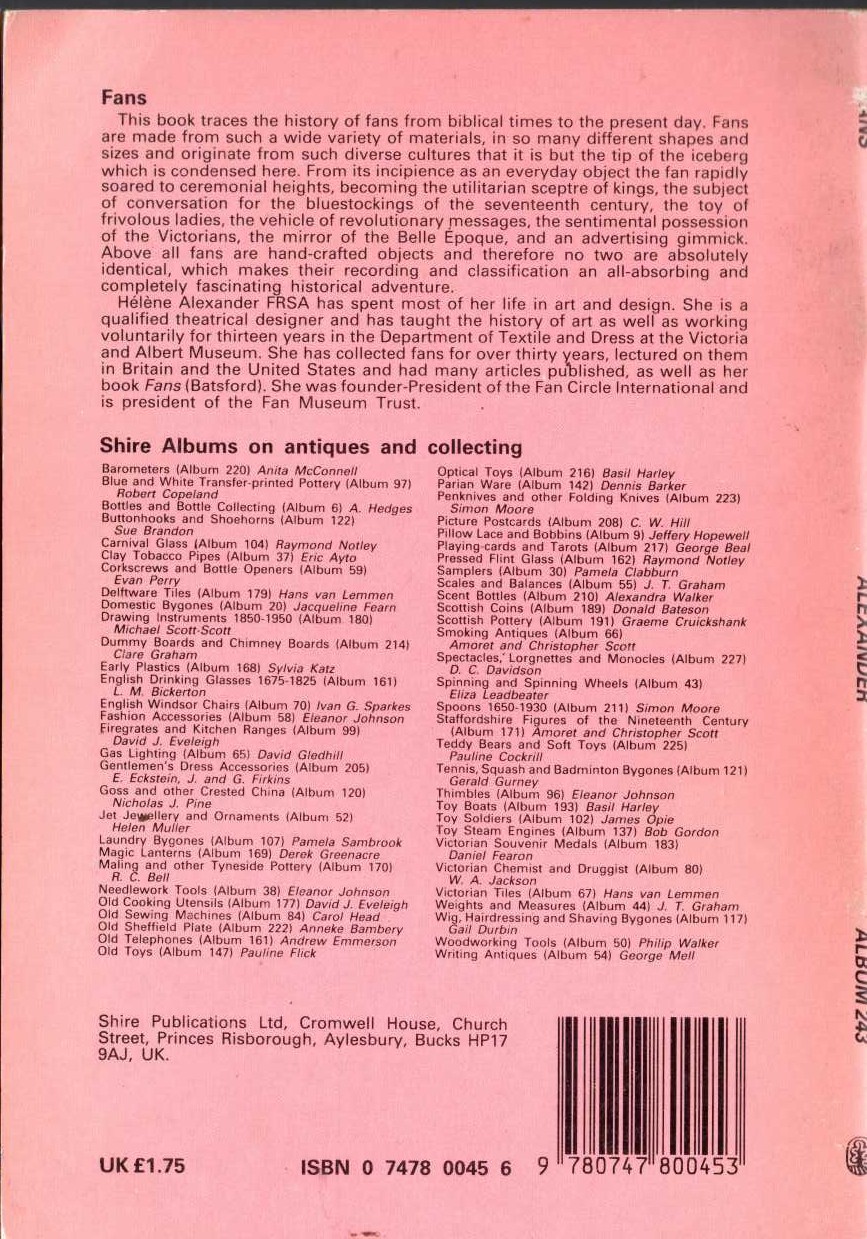 Fans
This book traces the history of fans from biblical times to the present day. Fans
are made from such a wide variety of materials, in so many different shapes and
sizes and originate from such diverse cultures that it is but the tip of the iceberg
which is condensed here. From its incipience as an everyday object the fan rapidly
soared to ceremonial heights, becoming the utilitarian sceptre of kings, the subject
of conversation for the bluestockings of the seventeenth century, the toy of
frivolous ladies, the vehicle of revolutionary messages, the sentimental possession
of the Victorians, the mirror of the Belle Époque, and an advertising gimmick.
Above all fans are hand-crafted objects and therefore no two are absolutely
identical, which makes their recording and classification an all-absorbing and
completely fascinating historical adventure.
Hélène Alexander FRSA has spent most of her life in art and design. She is a
qualified theatrical designer and has taught the history of art as well as working
voluntarily for thirteen years in the Department of Textile and Dress at the Victoria
and Albert Museum. She has collected fans for over thirty years, lectured on them
in Britain and the United States and had many articles published, as well as her
book Fans (Batsford). She was founder-President of the Fan Circle International and
is president of the Fan Museum Trust.
Shire Albums on antiques and collecting
Barometers (Album 220) Anita McConnell
Blue and White Transfer-printed Pottery (Album 97)
Robert Copeland
Bottles and Bottle Collecting (Album 6) A. Hedges
Buttonhooks and Shoehorns (Album 122)
Sue Brandon
Carnival Glass (Album 104) Raymond Notley
Clay Tobacco Pipes (Album 37) Eric Ayto
Corkscrews and Bottle Openers (Album 59)
Evan Perry
Delftware Tiles (Album 179) Hans van Lemmen
Domestic Bygones (Album 20) Jacqueline Fearn
Drawing Instruments 1850-1950 (Album 180)
Michael Scott-Scott
Dummy Boards and Chimney Boards (Album 214)
Clare Graham
Early Plastics (Album 168) Sylvia Katz
English Drinking Glasses 1675-1825 (Album 161)
L. M. Bickerton
English Windsor Chairs (Album 70) Ivan G. Sparkes
Fashion Accessories (Album 58) Eleanor Johnson
Firegrates and Kitchen Ranges (Album 99)
David J. Eveleigh
Gas Lighting (Album 65) David Gledhill
Gentlemen's Dress Accessories (Album 205)
E. Eckstein, J. and G. Firkins
Goss and other Crested China (Album 120)
Nicholas J. Pine
Jet Jewellery and Ornaments (Album 52)
Helen Muller
Laundry Bygones (Album 107) Pamela Sambrook
Magic Lanterns (Album 169) Derek Greenacre
Maling and other Tyneside Pottery (Album 170)
R. C. Bell
Needlework Tools (Album 38) Eleanor Johnson
Old Cooking Utensils (Album 177) David J. Eveleigh
Old Sewing Machines (Album 84) Carol Head
Old Sheffield Plate (Album 222) Anneke Bambery
Old Telephones (Album 161) Andrew Emmerson
Old Toys (Album 147) Pauline Flick
Optical Toys (Album 216) Basil Harley
Parian Ware (Album 142) Dennis Barker
Penknives and other Folding Knives (Album 223)
Simon Moore
Picture Postcards (Album 208) C. W. Hill
Pillow Lace and Bobbins (Album 9) Jeffery Hopewell
Playing-cards and Tarots (Album 217) George Beal
Pressed Flint Glass (Album 162) Raymond Notley
Samplers (Album 30) Pamela Clabburn
Scales and Balances (Album 55) J. T. Graham
Scent Bottles (Album 210) Alexandra Walker
Scottish Coins (Album 189) Donald Bateson
Scottish Pottery (Album 191) Graeme Cruickshank
Smoking Antiques (Album 66)
Amoret and Christopher Scott
Spectacles, Lorgnettes and Monocles (Album 227)
D. C. Davidson
Spinning and Spinning Wheels (Album 43)
Eliza Leadbeater
Spoons 1650-1930 (Album 211) Simon Moore
Staffordshire Figures of the Nineteenth Century
(Album 171) Amoret and Christopher Scott
Teddy Bears and Soft Toys (Album 225)
Pauline Cockrill
Tennis, Squash and Badminton Bygones (Album 121)
Gerald Gurney
Thimbles (Album 96) Eleanor Johnson
Toy Boats (Album 193) Basil Harley
Toy Soldiers (Album 102) James Opie
Toy Steam Engines (Album 137) Bob Gordon
Victorian Souvenir Medals (Album 183)
Daniel Fearon
Victorian Chemist and Druggist (Album 80)
W. A. Jackson
Victorian Tiles (Album 67) Hans van Lemmen
Weights and Measures (Album 44) J. T. Graham
Wig, Hairdressing and Shaving Bygones (Album 117)
Gail Durbin
Woodworking Tools (Album 50) Philip Walker
Writing Antiques (Album 54) George Mell
Shire Publications Ltd, Cromwell House, Church
Street, Princes Risborough, Aylesbury, Bucks HP17
9AJ, UK.
UK £1.75
ISBN 0 7478 0045 6
9 780747 800453
ALEXANDER
ALBUM 243